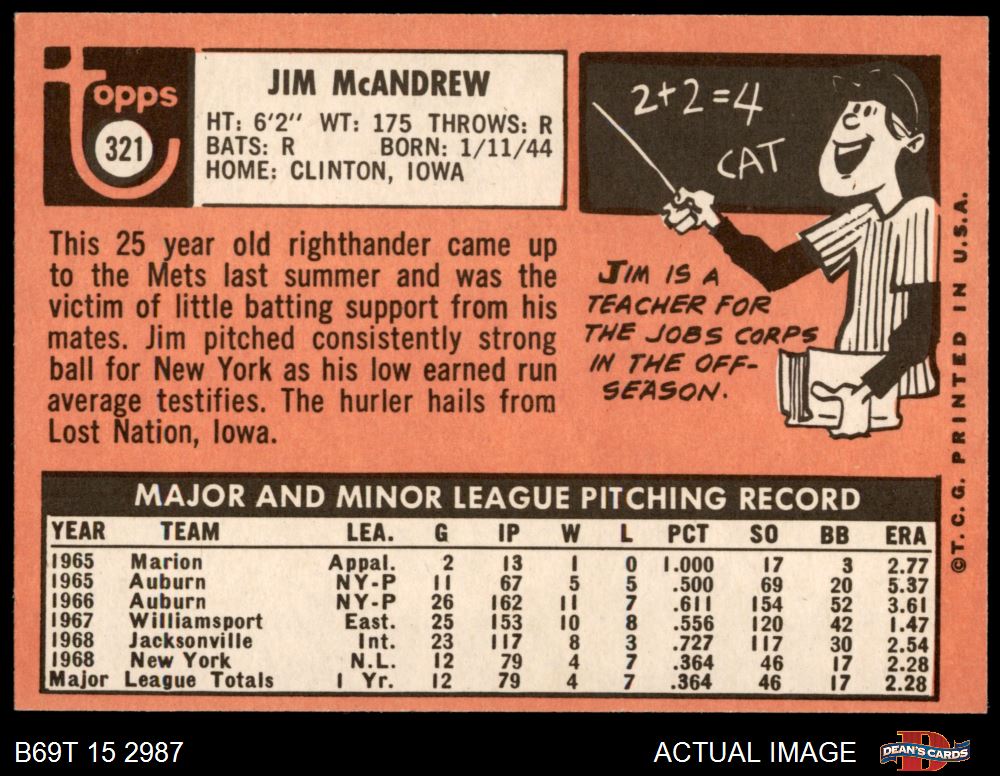 Topps
321
JIM McANDREW
HT: 6'2" WT: 175 THROWS: R
BATS: R BORN: 1/11/44
HOME: CLINTON, IOWA
2+2=4
CAT
This 25 year old righthander came up
to the Mets last summer and was the
victim of little batting support from his
mates. Jim pitched consistently strong
ball for New York as his low earned run
average testifies. The hurler hails from
Lost Nation, Iowa.
JIM IS A
TEACHER FOR
THE JOBS CORPS
IN THE OFF-
SEASON.
©T. C. G. PRINTED IN U.S.A.
MAJOR AND MINOR LEAGUE PITCHING RECORD
YEAR TEAM LEA. G IP W L PCT SO BB ERA
1965 Marion Appal. 2 13 1 0 1.000 17 3 2.77
1965 Auburn NY-P 11 67 5 5 .500 69 20 5.37
1966 Auburn NY-P 26 162 11 7 .611 154 52 3.61
1967 Williamsport East. 25 153 10 8 .556 120 42 1.47
1968 Jacksonville Int. 23 117 8 3 .727 117 30 2.54
1968 New York N.L. 12 79 4 7 .364 46 17 2.28
Major League Totals 1 Yr. 12 79 4 7 .364 46 17 2.28
B69T 15 2987
ACTUAL IMAGE
D
DEAN'S CARDS